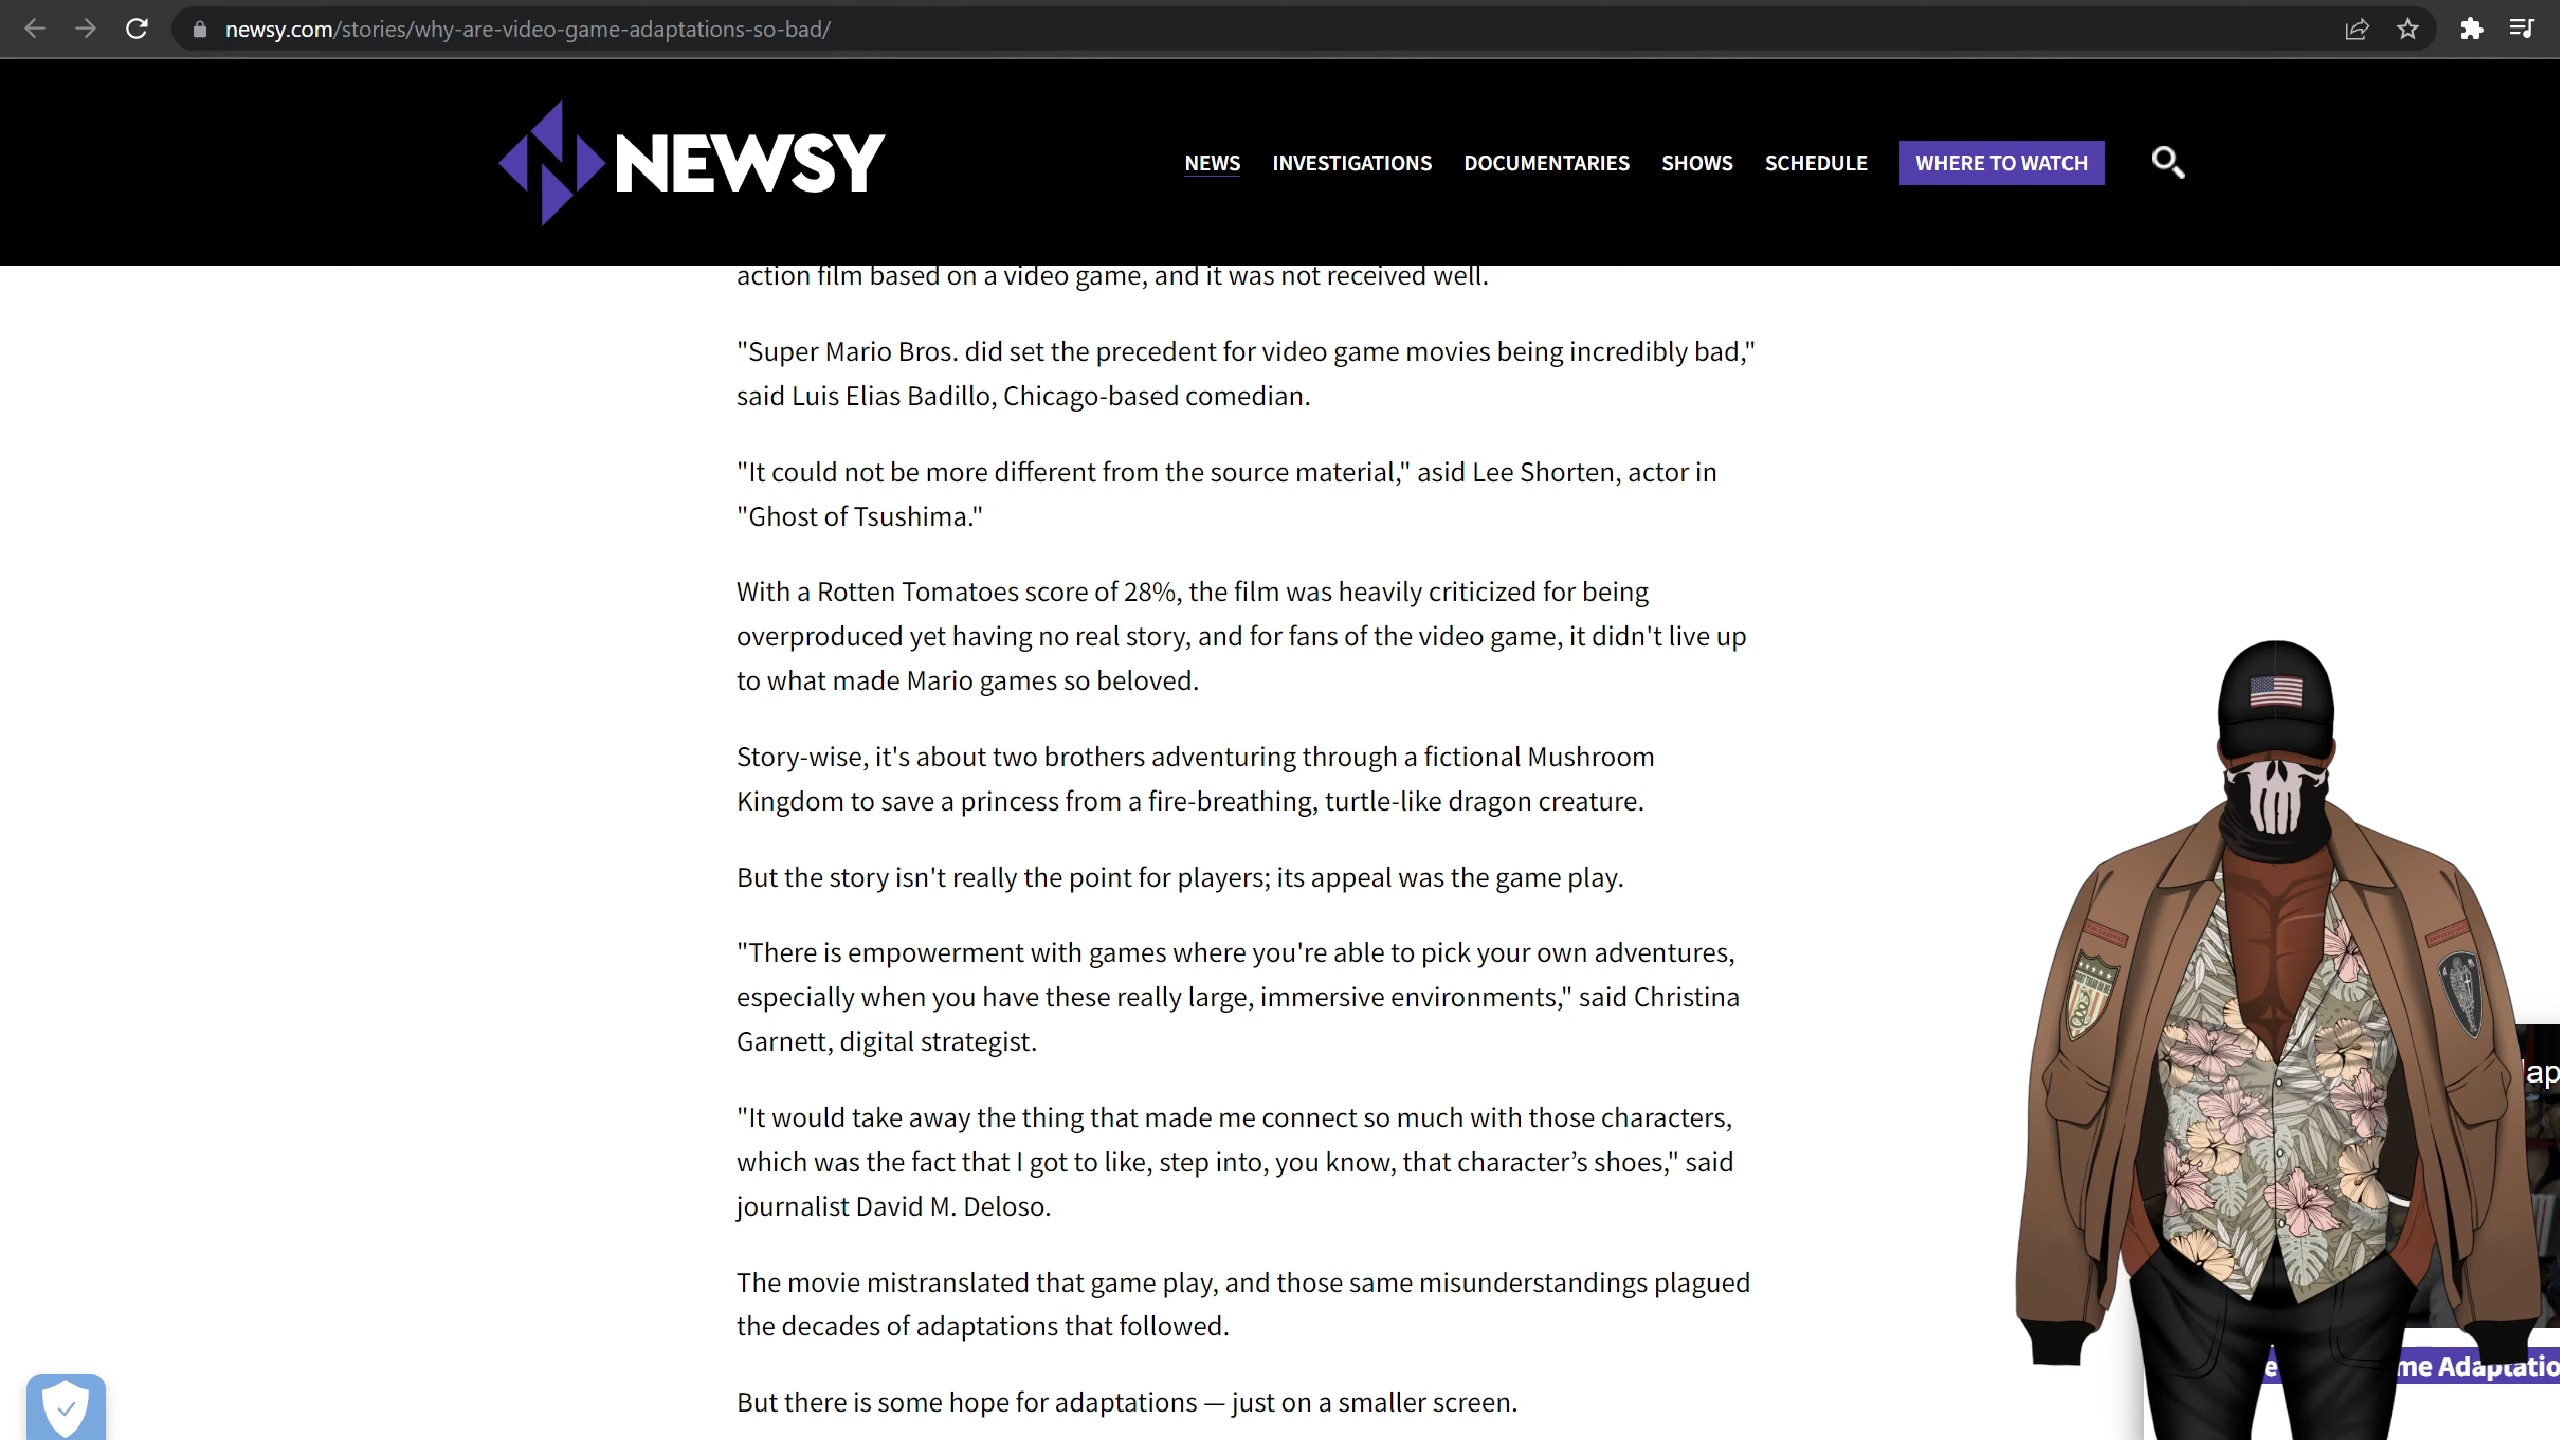 newsy.com/stories/why-are-video-game-adaptations-so-bad/
NEWSY
NEWS INVESTIGATIONS DOCUMENTARIES SHOWS SCHEDULE WHERE TO WATCH
action film based on a video game, and it was not received well.
"Super Mario Bros. did set the precedent for video game movies being incredibly bad,"
said Luis Elias Badillo, Chicago-based comedian.
"It could not be more different from the source material," asid Lee Shorten, actor in
"Ghost of Tsushima."
With a Rotten Tomatoes score of 28%, the film was heavily criticized for being
overproduced yet having no real story, and for fans of the video game, it didn't live up
to what made Mario games so beloved.
Story-wise, it's about two brothers adventuring through a fictional Mushroom
Kingdom to save a princess from a fire-breathing, turtle-like dragon creature.
But the story isn't really the point for players; its appeal was the game play.
"There is empowerment with games where you're able to pick your own adventures,
especially when you have these really large, immersive environments," said Christina
Garnett, digital strategist.
"It would take away the thing that made me connect so much with those characters,
which was the fact that I got to like, step into, you know, that character’s shoes," said
journalist David M. Deloso.
The movie mistranslated that game play, and those same misunderstandings plagued
the decades of adaptations that followed.
But there is some hope for adaptations — just on a smaller screen.